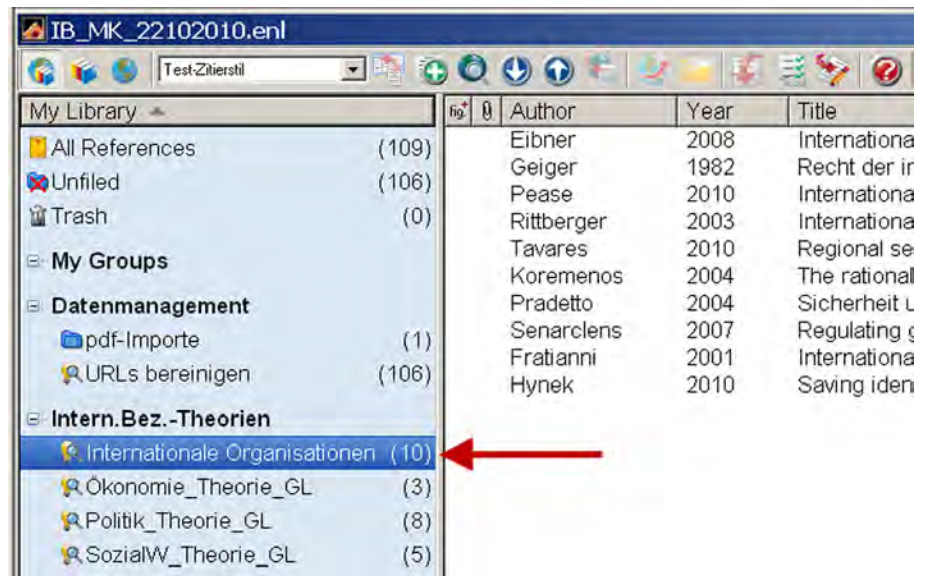 IB_MK_22102010.enl
Test-Zitierstil
My Library
All References (109)
Unfiled (106)
Trash (0)
My Groups
Datenmanagement
pdf-Importe (1)
URLs bereinigen (106)
Intern.Bez.-Theorien
Internationale Organisationen (10)
Ökonomie_Theorie_GL (3)
Politik_Theorie_GL (8)
SozialW_Theorie_GL (5)
fig. Author Year Title
Eibner 2008 Internationa
Geiger 1982 Recht der in
Pease 2010 Internationa
Rittberger 2003 Internationa
Tavares 2010 Regional se
Koremenos 2004 The rational
Pradetto 2004 Sicherheit u
Senarclens 2007 Regulating g
Fratianni 2001 Internationa
Hynek 2010 Saving iden